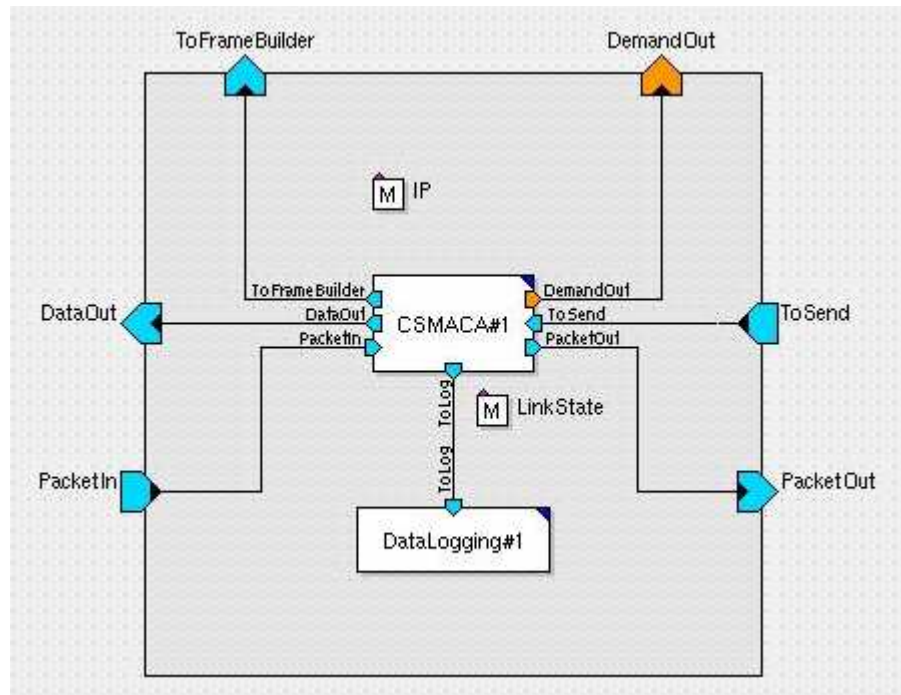 ToFrameBuilder
DemandOut
M IP
ToFrameBuilder
DemandOut
DataOut
DataOut
CSMACA#1
ToSend
ToSend
PacketIn
PacketOut
ToLog
M LinkState
ToLog
PacketIn
PacketOut
DataLogging#1